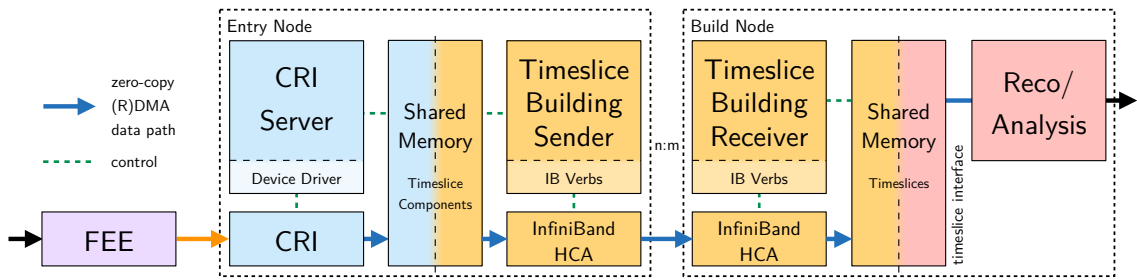 zero-copy
(R)DMA
data path
control
FEE
Entry Node
CRI
Server
Device Driver
CRI
Shared
Memory
Timeslice
Components
Timeslice
Building
Sender
IB Verbs
InfiniBand
HCA
n:m
Build Node
Timeslice
Building
Receiver
IB Verbs
InfiniBand
HCA
Shared
Memory
Timeslices
timeslice interface
Reco/
Analysis